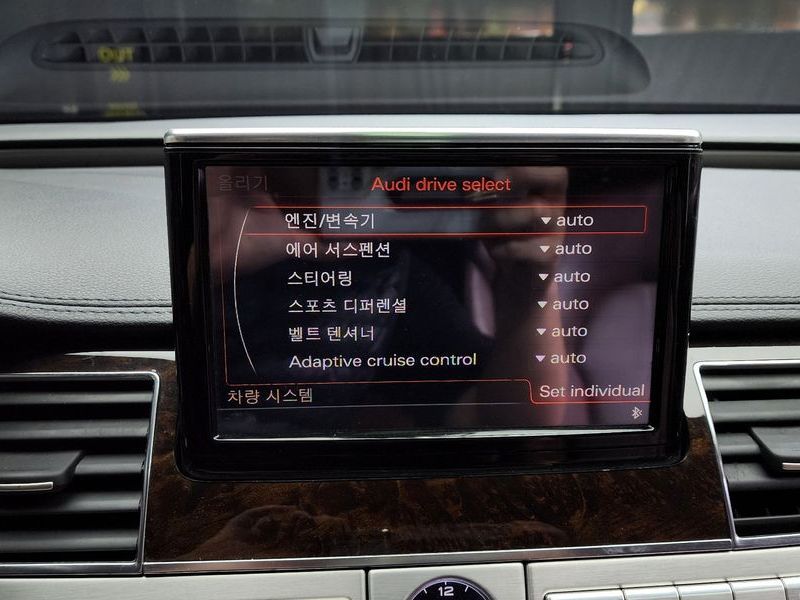 OUT
올리기
Audi drive select
엔진/변속기 auto
에어 서스펜션 auto
스티어링 auto
스포츠 디퍼렌셜 auto
벨트 텐셔너 auto
Adaptive cruise control auto
차량 시스템
Set individual
12